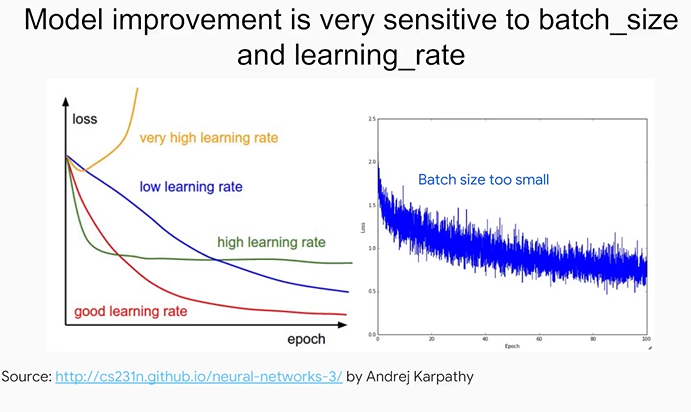 Model improvement is very sensitive to batch_size
and learning_rate
loss
very high learning rate
low learning rate
high learning rate
good learning rate
epoch
2.5
2.0
1.5
1.0
0.5
0.0
Loss
Batch size too small
0 20 40 60 80 100
Epoch
Source: http://cs231n.github.io/neural-networks-3/ by Andrej Karpathy